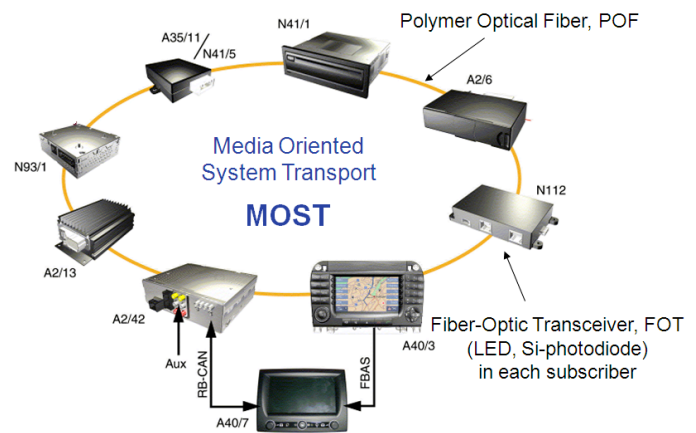 N41/1
Polymer Optical Fiber, POF
A35/11
/
N41/5
A2/6
Media Oriented
System Transport
MOST
N93/1
N112
A2/13
A2/42
Fiber-Optic Transceiver, FOT
(LED, Si-photodiode)
in each subscriber
A40/3
Aux
RB-CAN
FBAS
A40/7